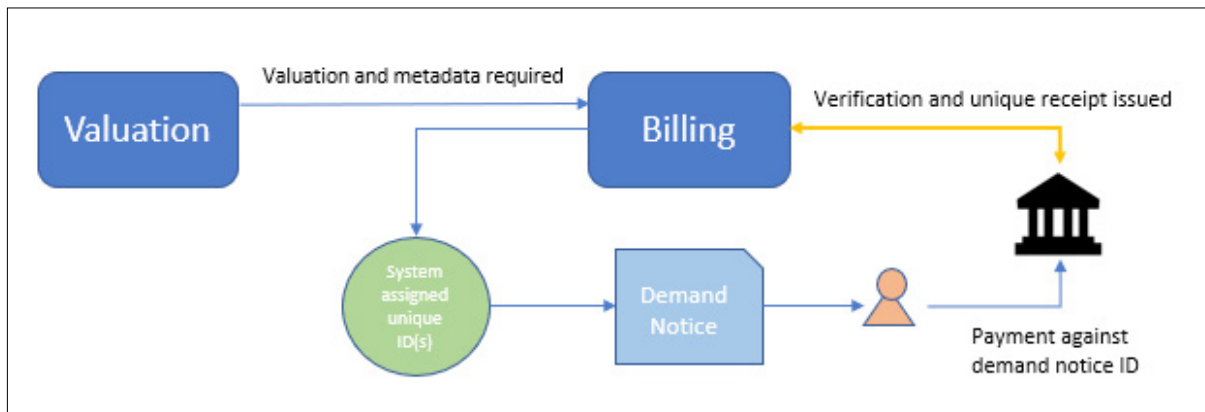 Valuation and metadata required
Valuation
Billing
Verification and unique receipt issued
System
assigned
unique
ID(s)
Demand
Notice
Payment against
demand notice ID